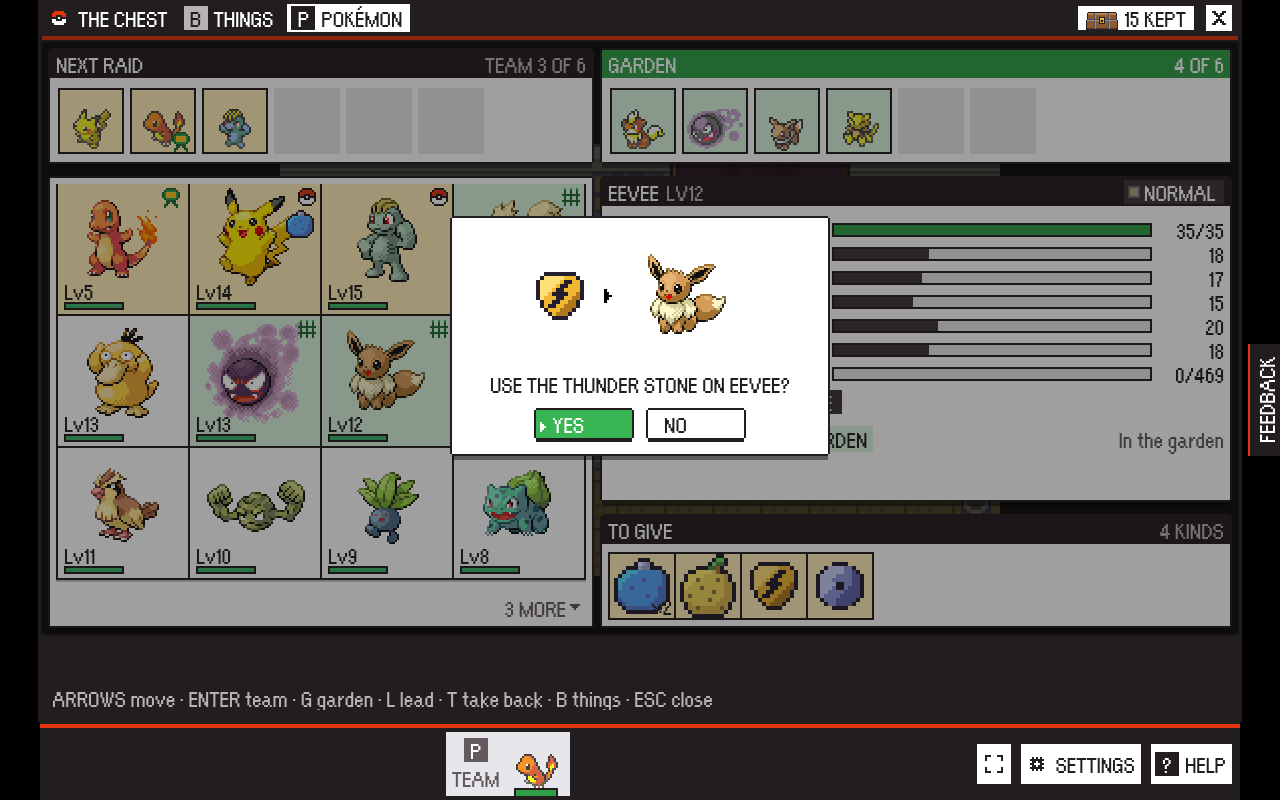 THE CHEST B THINGS P POKÉMON 15 KEPT X
NEXT RAID TEAM 3 OF 6
GARDEN 4 OF 6
EEVEE LV12 NORMAL
35/35
18
17
15
20
18
0/469
Lv5 Lv14 Lv15
Lv13 Lv13 Lv12
Lv11 Lv10 Lv9 Lv8
3 MORE
USE THE THUNDER STONE ON EEVEE?
YES NO
In the garden
TO GIVE 4 KINDS
2
FEEDBACK
ARROWS move · ENTER team · G garden · L lead · T take back · B things · ESC close
P
TEAM
SETTINGS ? HELP